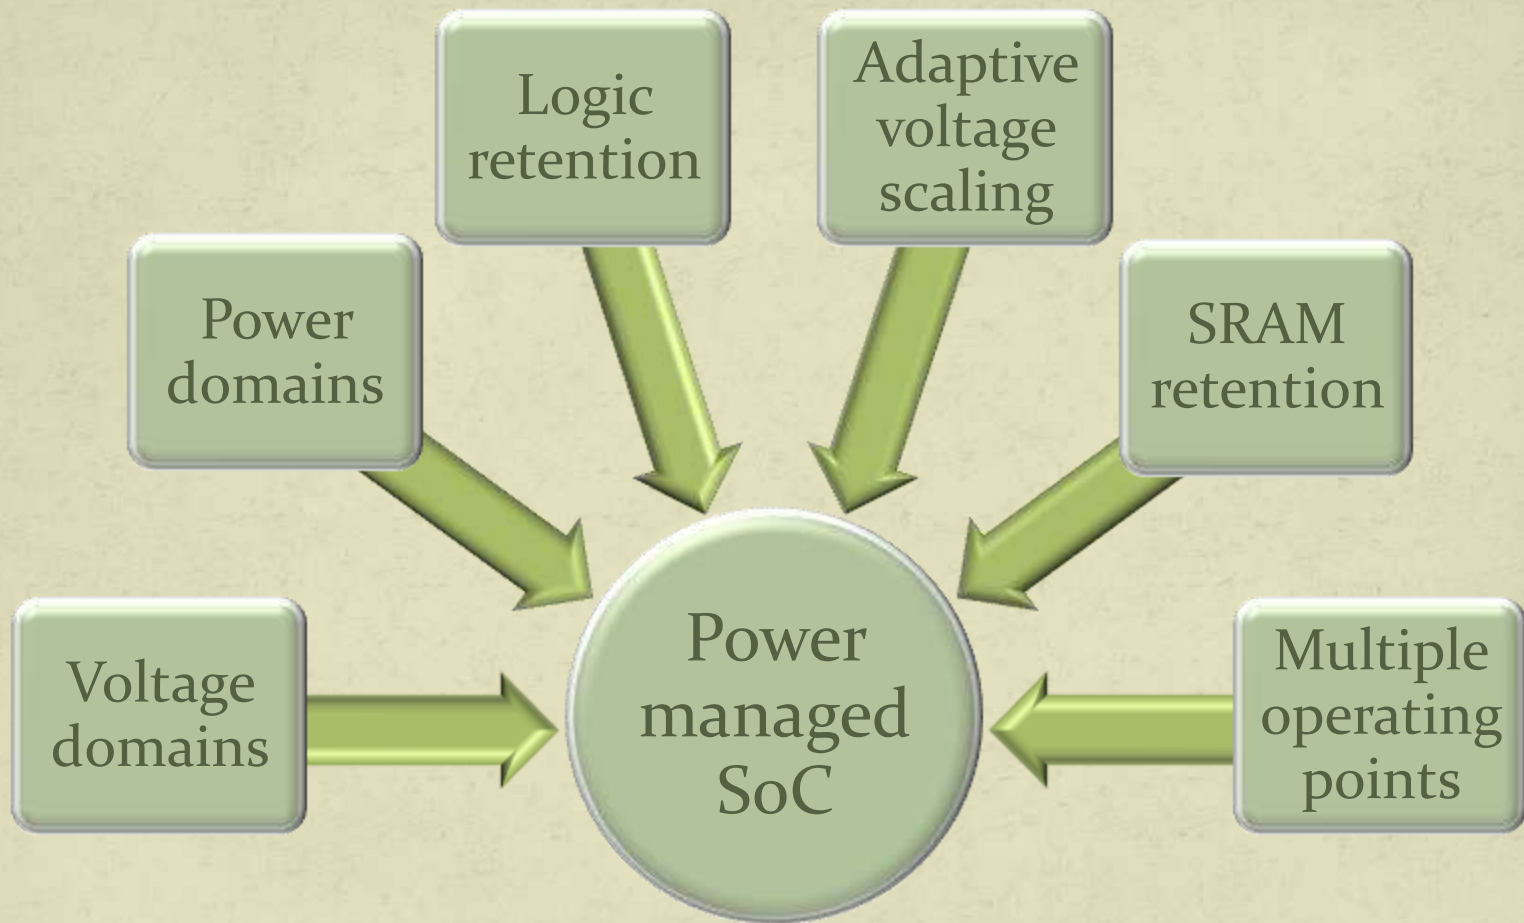 Logic
retention
Adaptive
voltage
scaling
Power
domains
SRAM
retention
Voltage
domains
Power
managed
SoC
Multiple
operating
points